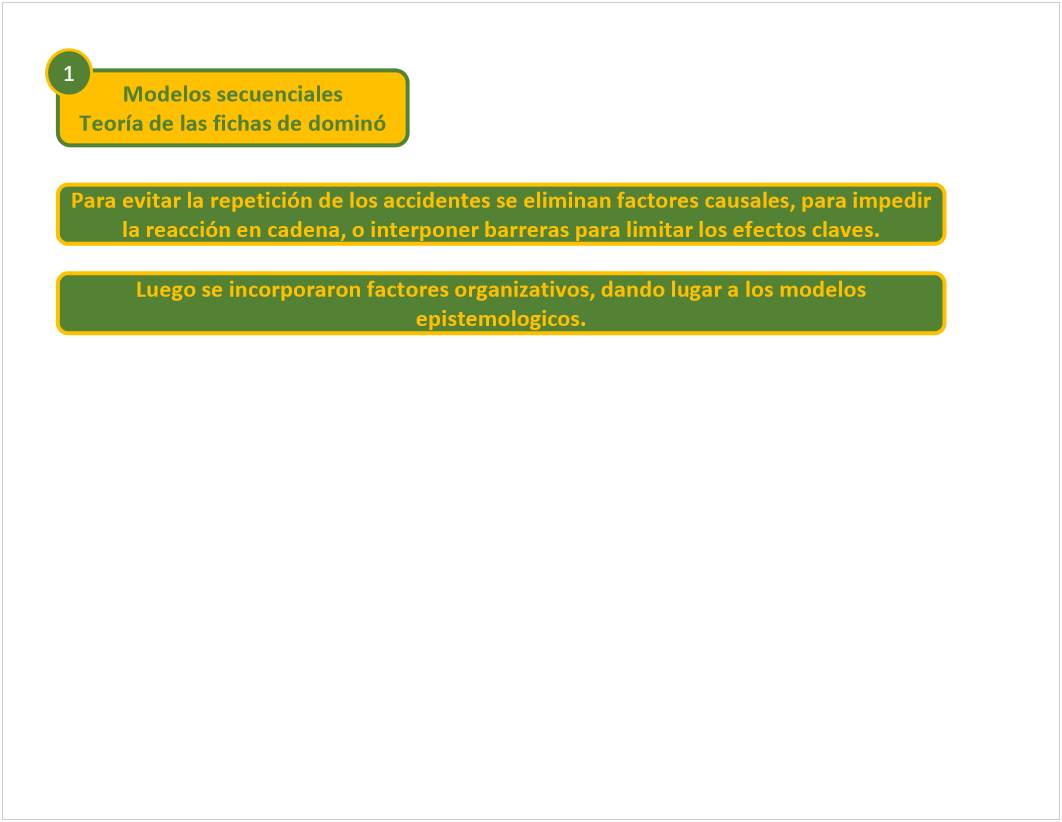 1
Modelos secuenciales
Teoría de las fichas de dominó
Para evitar la repetición de los accidentes se eliminan factores causales, para impedir
la reacción en cadena, o interponer barreras para limitar los efectos claves.
Luego se incorporaron factores organizativos, dando lugar a los modelos
epistemologicos.